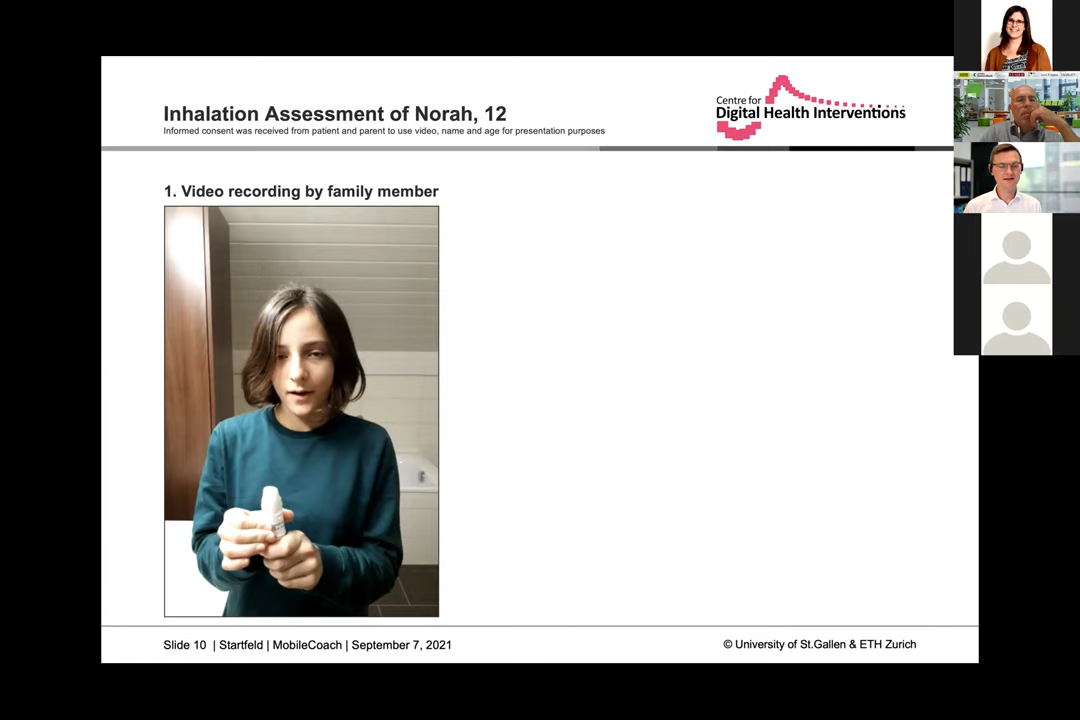 Inhalation Assessment of Norah, 12
Informed consent was received from patient and parent to use video, name and age for presentation purposes
Centre for
Digital Health Interventions
1. Video recording by family member
Slide 10 | Startfeld | MobileCoach | September 7, 2021
© University of St.Gallen & ETH Zurich